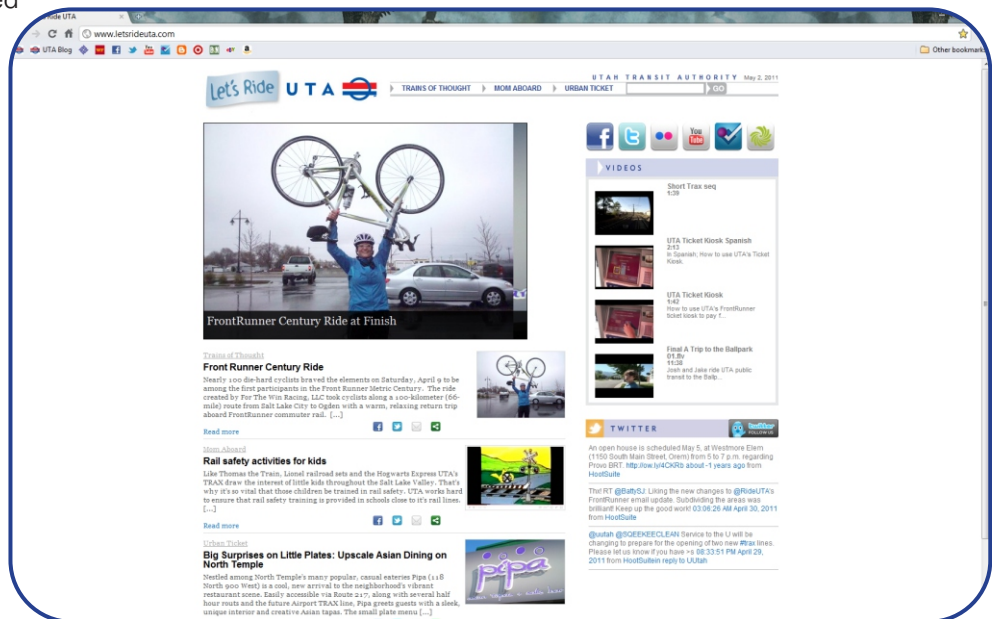 ed
Ride UTA
www.letsrideuta.com
UTA Blog
Other bookmarks
Let's Ride UTA
UTAH TRANSIT AUTHORITY May 2, 2011
TRAINS OF THOUGHT MOM ABOARD URBAN TICKET GO
FrontRunner Century Ride at Finish
Trains of Thought
Front Runner Century Ride
Nearly 100 die-hard cyclists braved the elements on Saturday, April 9 to be
among the first participants in the Front Runner Metric Century. The ride
created by For The Win Racing, LLC took cyclists along a 100-kilometer (66-
mile) route from Salt Lake City to Ogden with a warm, relaxing return trip
aboard FrontRunner commuter rail. [...]
Read more
Mom Aboard
Rail safety activities for kids
Like Thomas the Train, Lionel railroad sets and the Hogwarts Express UTA's
TRAX draw the interest of little kids throughout the Salt Lake Valley. That's
why it's so vital that those children be trained in rail safety. UTA works hard
to ensure that rail safety training is provided in schools close to it's rail lines.
[...]
Read more
Urban Ticket
Big Surprises on Little Plates: Upscale Asian Dining on
North Temple
Nestled among North Temple's many popular, casual eateries Pipa (118
North 900 West) is a cool, new arrival to the neighborhood's vibrant
restaurant scene. Easily accessible via Route 217, along with several half
hour routs and the future Airport TRAX line, Pipa greets guests with a sleek,
unique interior and creative Asian tapas. The small plate menu [...]
pipa
You Tube
VIDEOS
Short Trax seq
1:39
UTA Ticket Kiosk Spanish
2:13
In Spanish, How to use UTA's Ticket
Kiosk.
UTA Ticket Kiosk
1:42
How to use UTA's FrontRunner
ticket kiosk to pay f...
Final A Trip to the Ballpark
01.8v
11:38
Josh and Jake ride UTA public
transit to the Ballp...
TWITTER twitter
FOLLOW US
An open house is scheduled May 5, at Westmore Elem
(1150 South Main Street, Orem) from 5 to 7 p.m. regarding
Provo BRT. http://ow.ly/4CKRb about -1 years ago from
HootSuite
Thx! RT @BattySJ: Liking the new changes to @RideUTA's
FrontRunner email update. Subdividing the areas was
brilliant! Keep up the good work! 03:06:26 AM April 30, 2011
from HootSuite
@uutah @SQEEKEECLEAN Service to the U will be
changing to prepare for the opening of two new #trax lines.
Please let us know if you have >s 08:33:51 PM April 29,
2011 from HootSuitein reply to UUtah